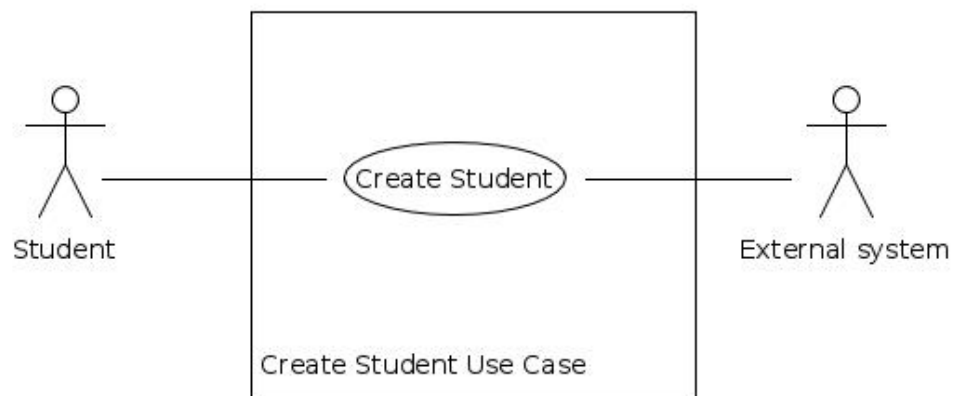 Create Student
Student
External system
Create Student Use Case